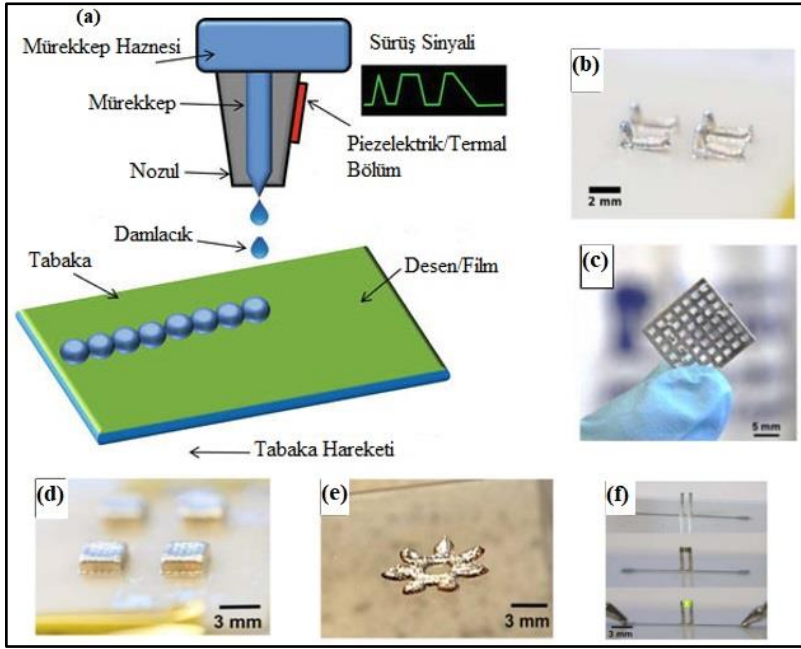 (a)
Mürekkep Haznesi
Sürüş Sinyali
Mürekkep
Piezelektrik/Termal
Bölüm
Nozul
Damlacık
Tabaka
Desen/Film
Tabaka Hareketi
(b)
2 mm
(c)
5 mm
(d)
3 mm
(e)
3 mm
(f)
3 mm